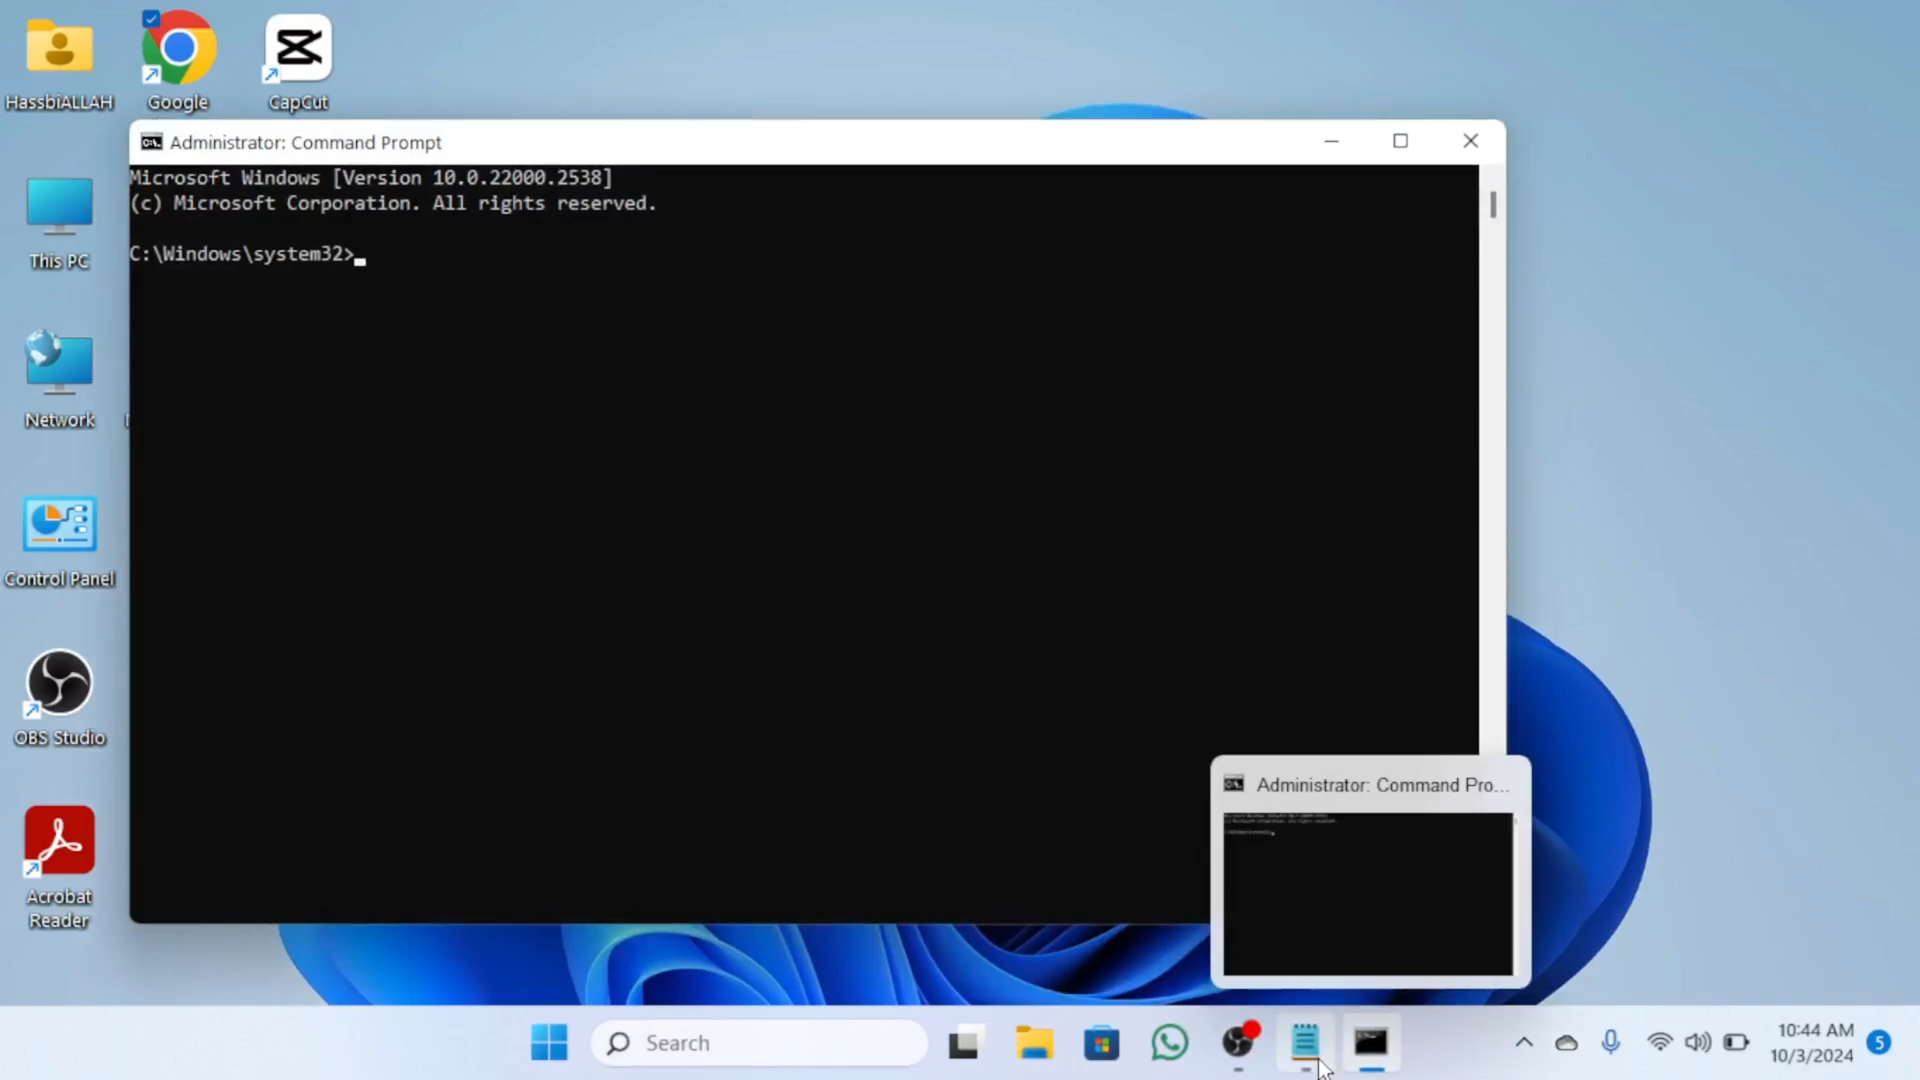 HassbiALLAH
Google
CapCut
Administrator: Command Prompt
Microsoft Windows [Version 10.0.22000.2538]
(c) Microsoft Corporation. All rights reserved.
C:\Windows\system32>
This PC
Network
Control Panel
OBS Studio
Acrobat
Reader
Administrator: Command Pro...
Search
10:44 AM
10/3/2024
5